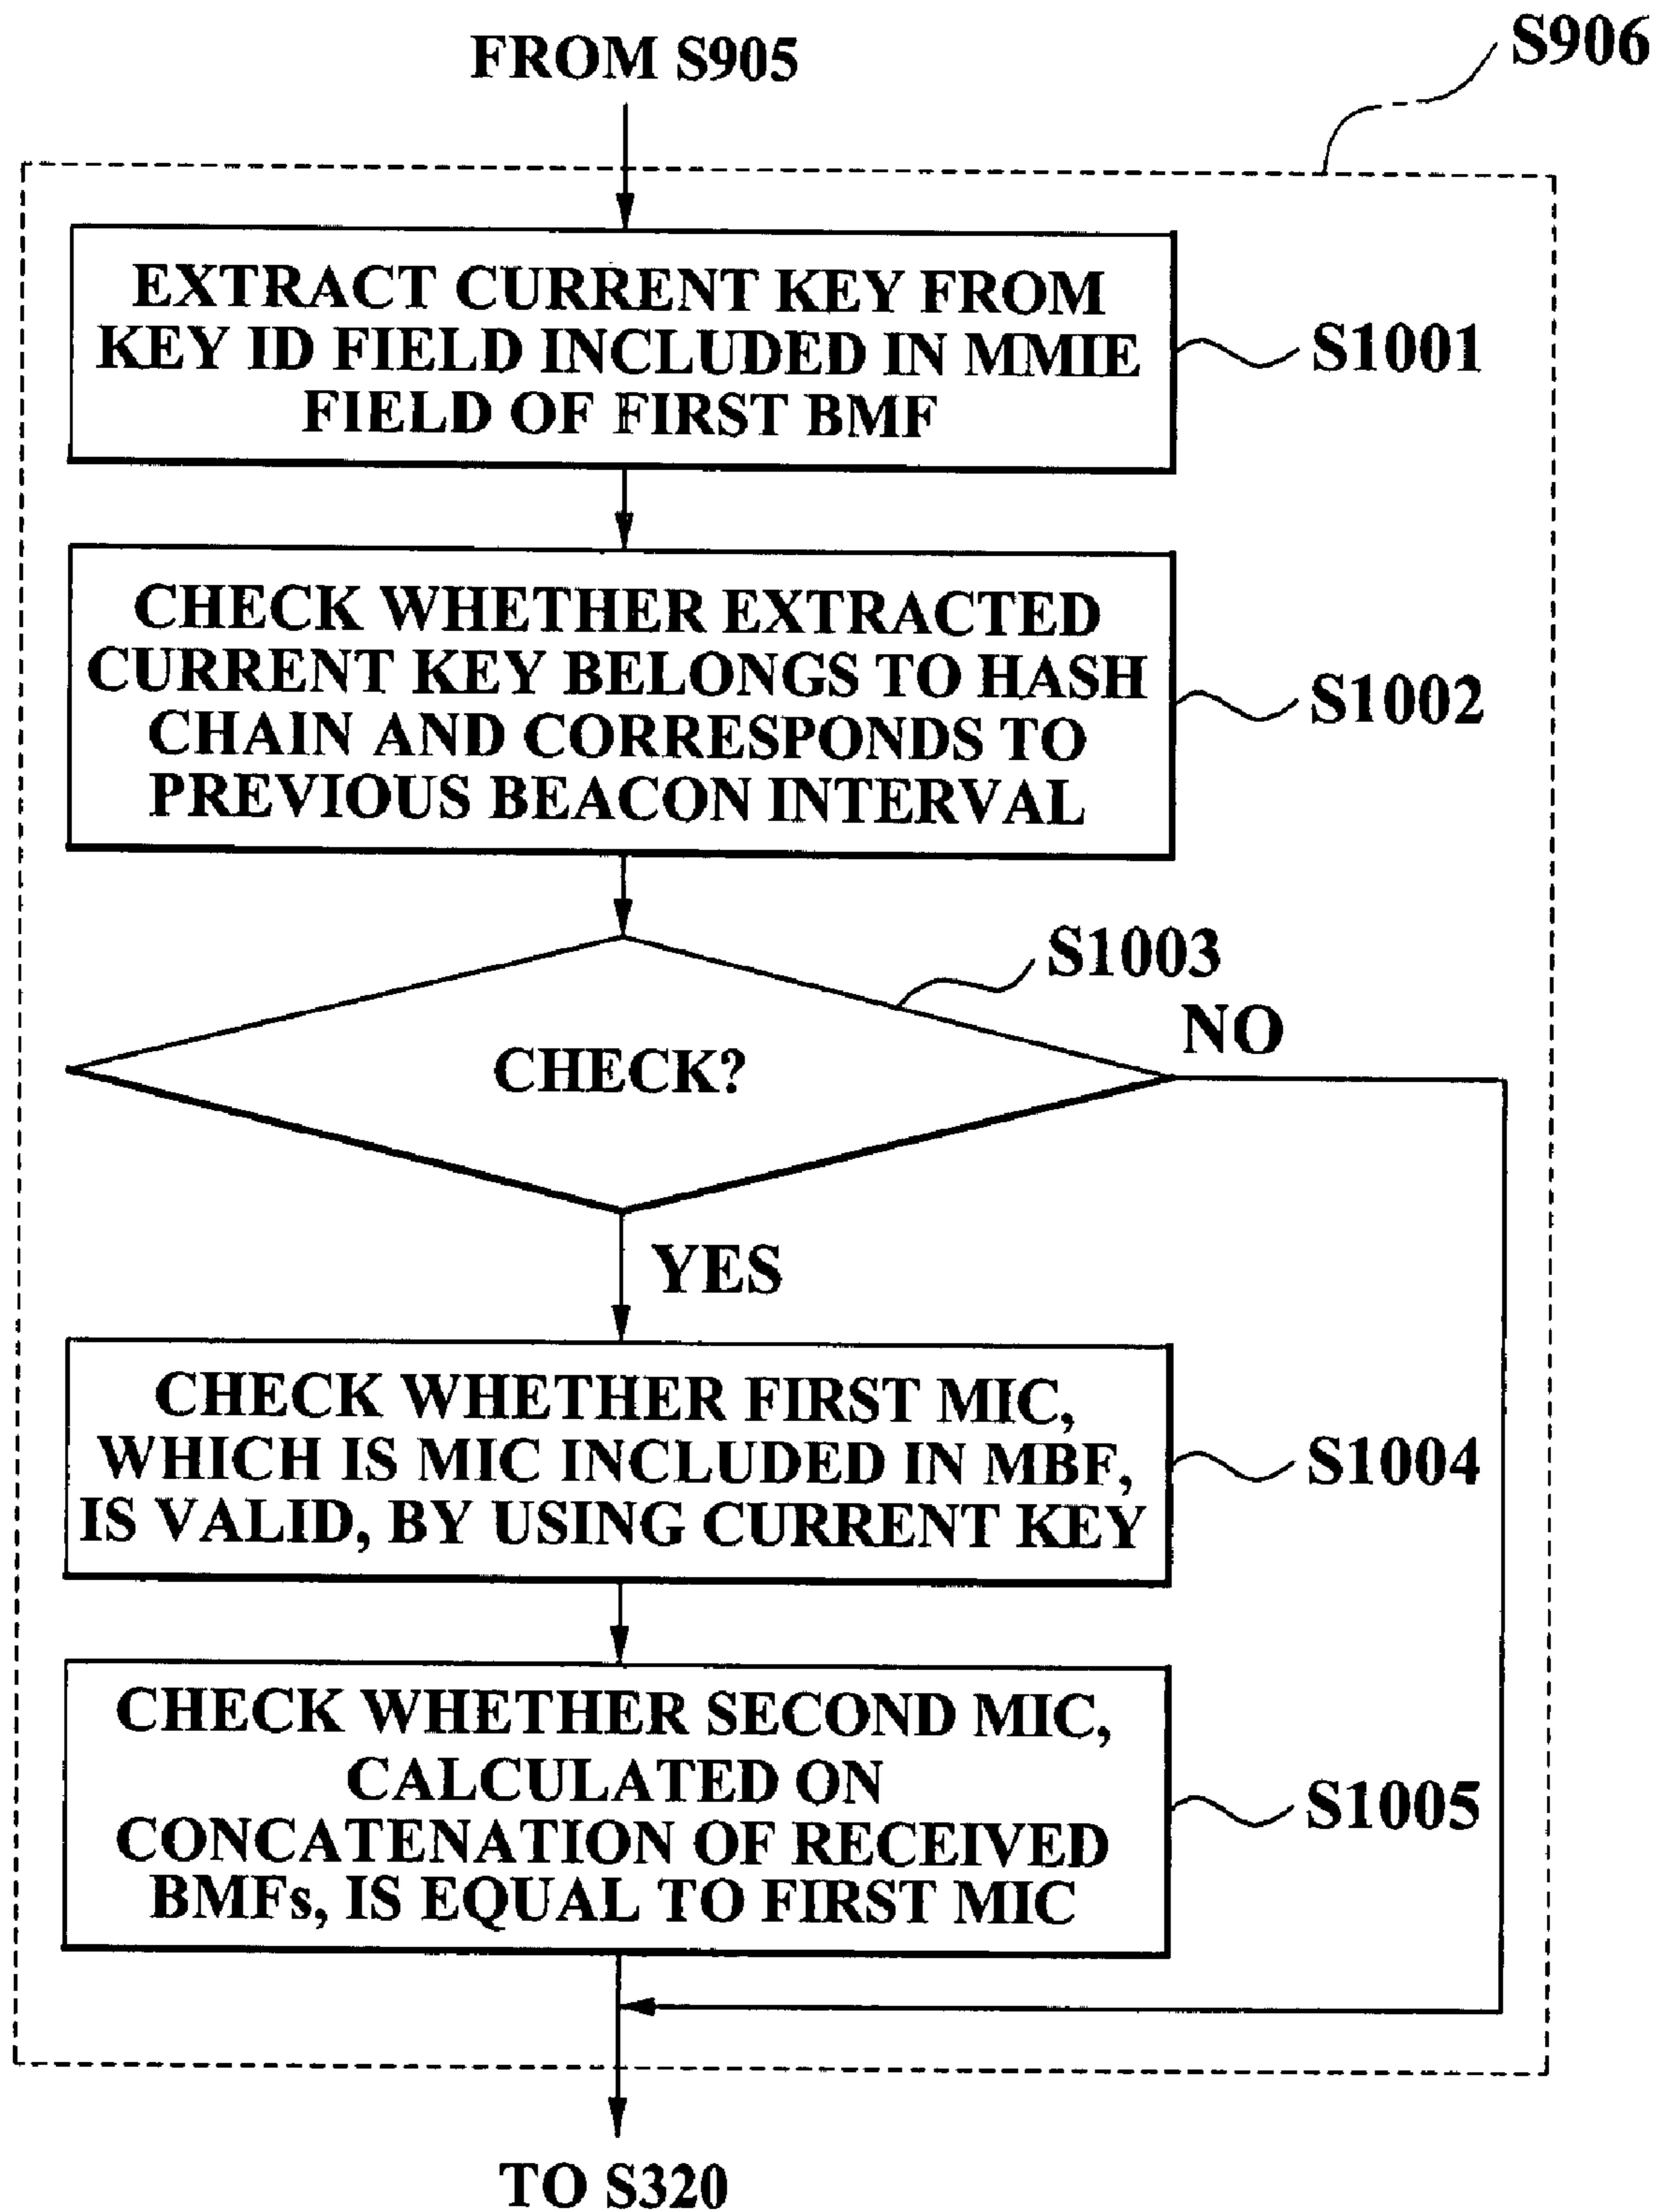 FROM S905
S906
EXTRACT CURRENT KEY FROM
KEY ID FIELD INCLUDED IN MMIE
FIELD OF FIRST BMF
S1001
CHECK WHETHER EXTRACTED
CURRENT KEY BELONGS TO HASH
CHAIN AND CORRESPONDS TO
PREVIOUS BEACON INTERVAL
S1002
S1003
CHECK?
NO
YES
CHECK WHETHER FIRST MIC,
WHICH IS MIC INCLUDED IN MBF,
IS VALID, BY USING CURRENT KEY
S1004
CHECK WHETHER SECOND MIC,
CALCULATED ON
CONCATENATION OF RECEIVED
BMFs, IS EQUAL TO FIRST MIC
S1005
TO S320